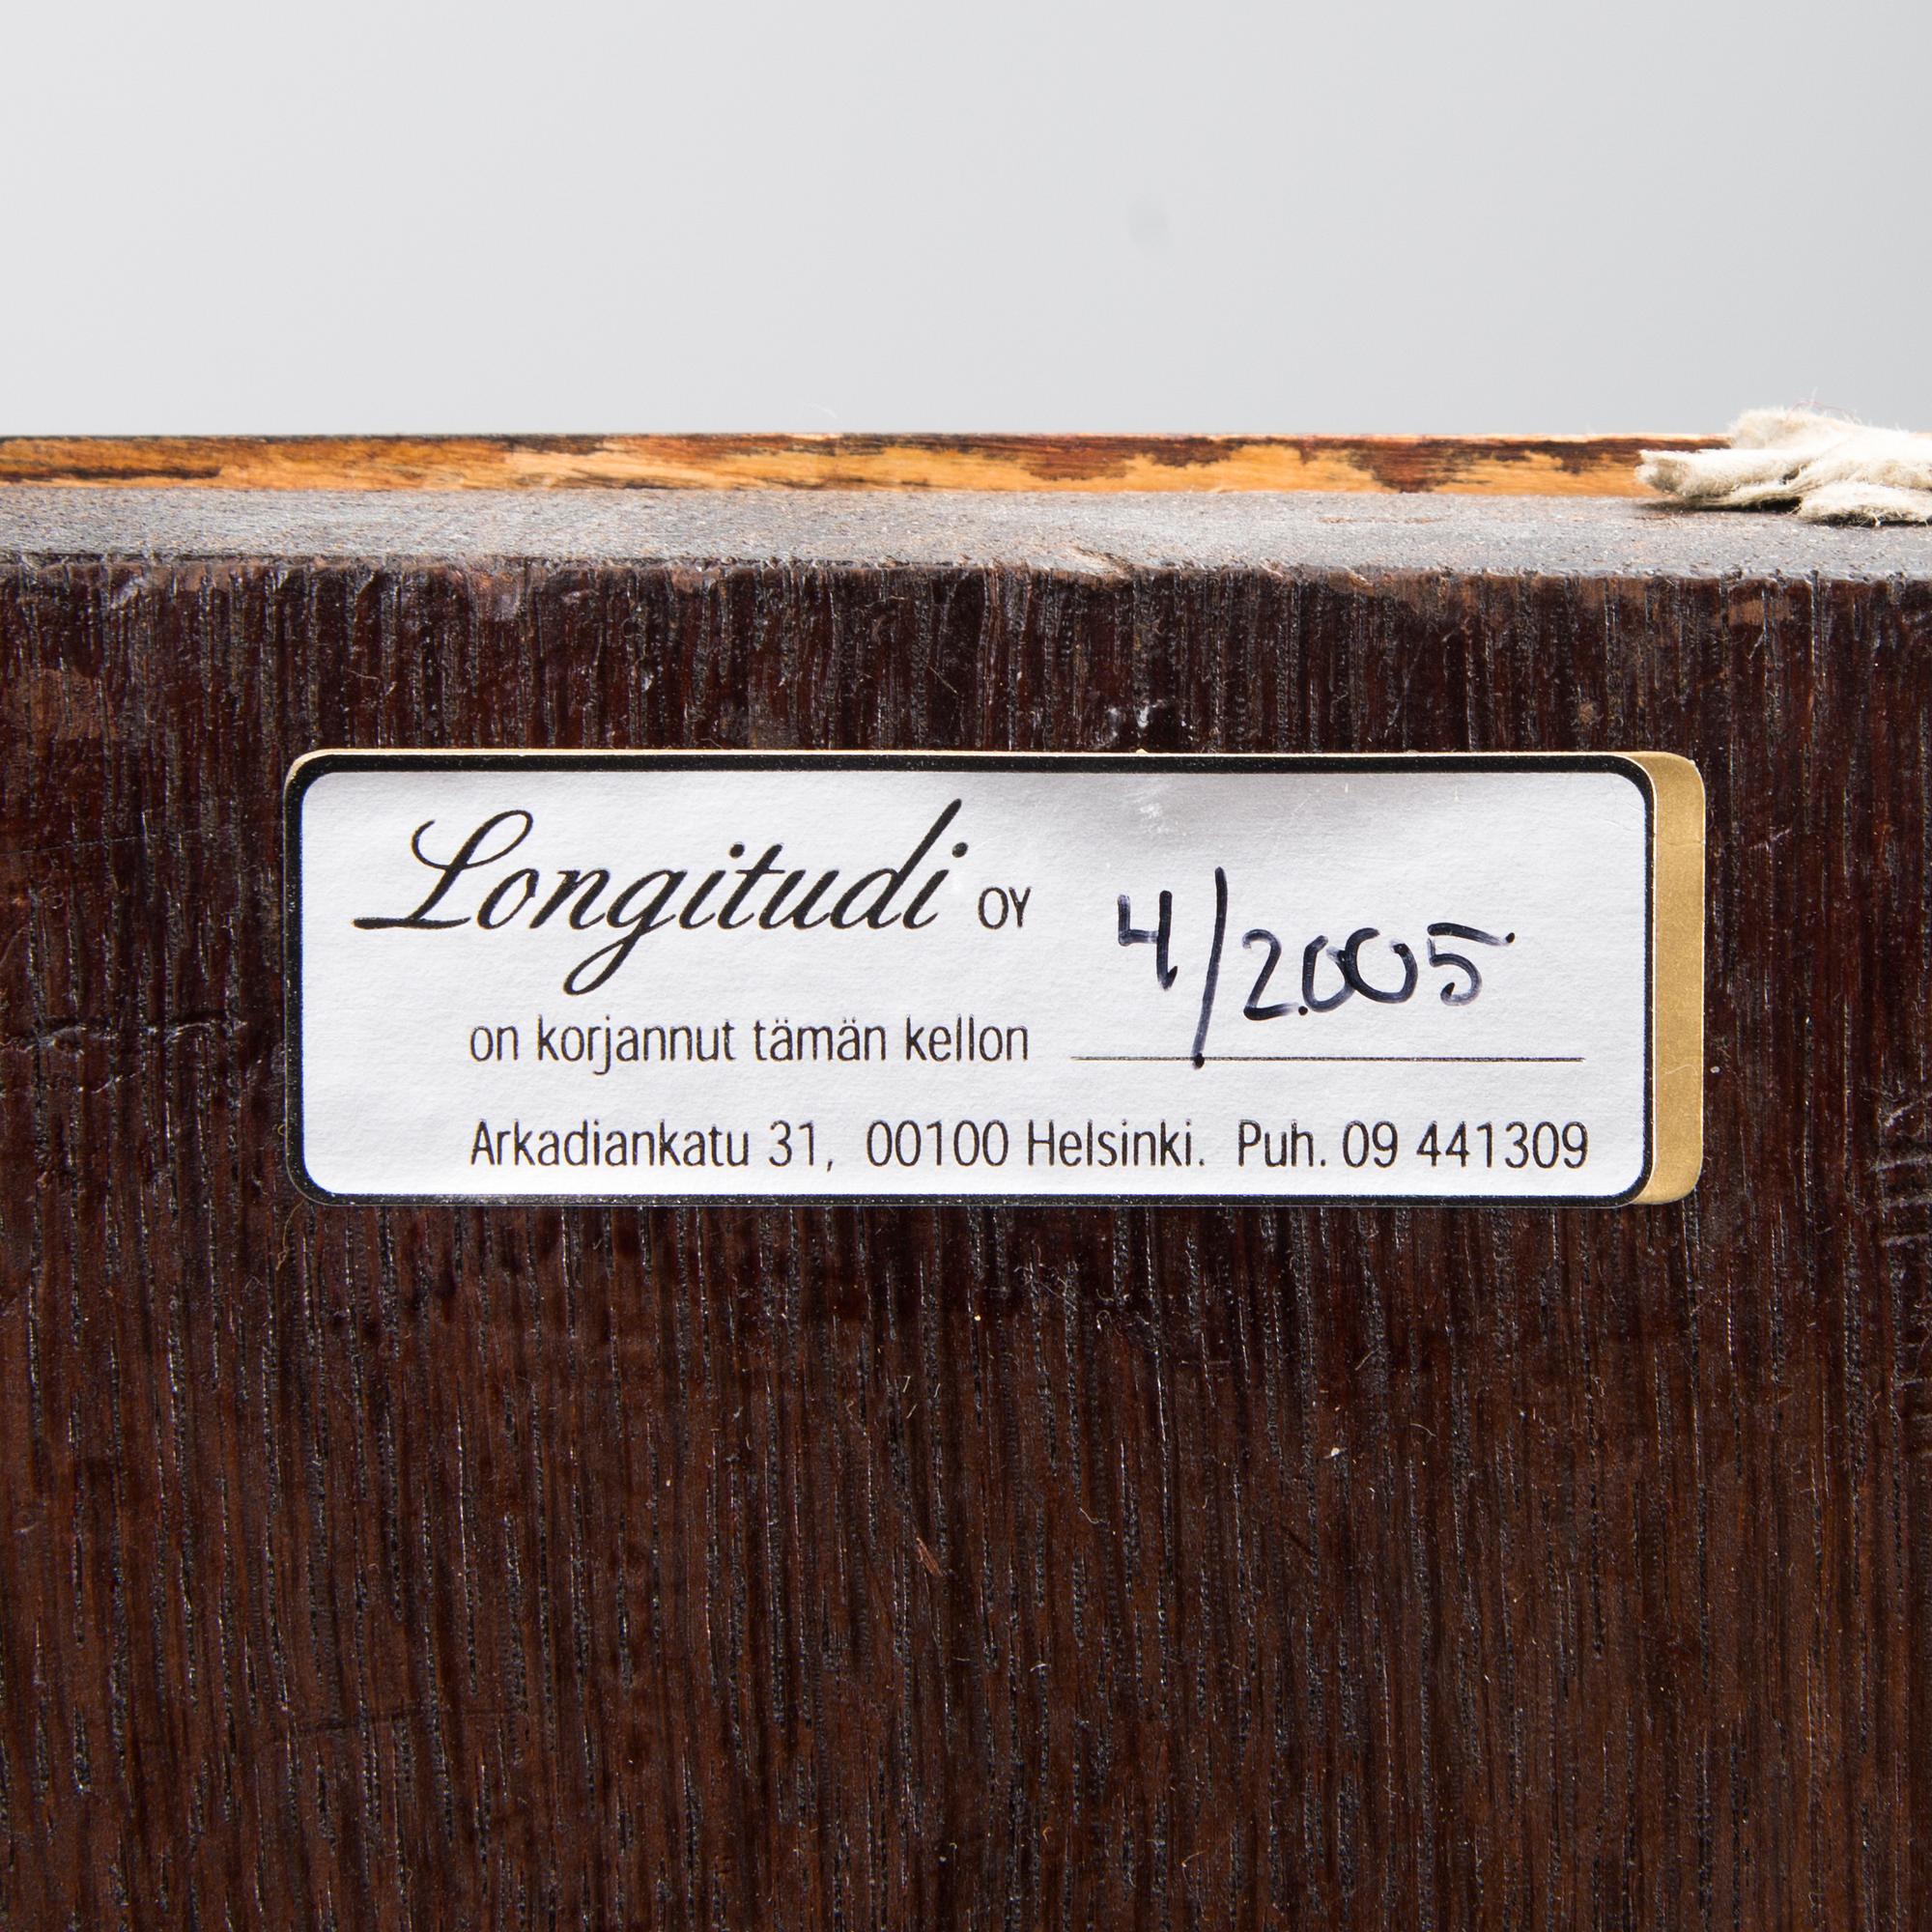 Longitudi OY 4/2005
on korjannut tämän kellon
Arkadiankatu 31, 00100 Helsinki. Puh. 09 441309